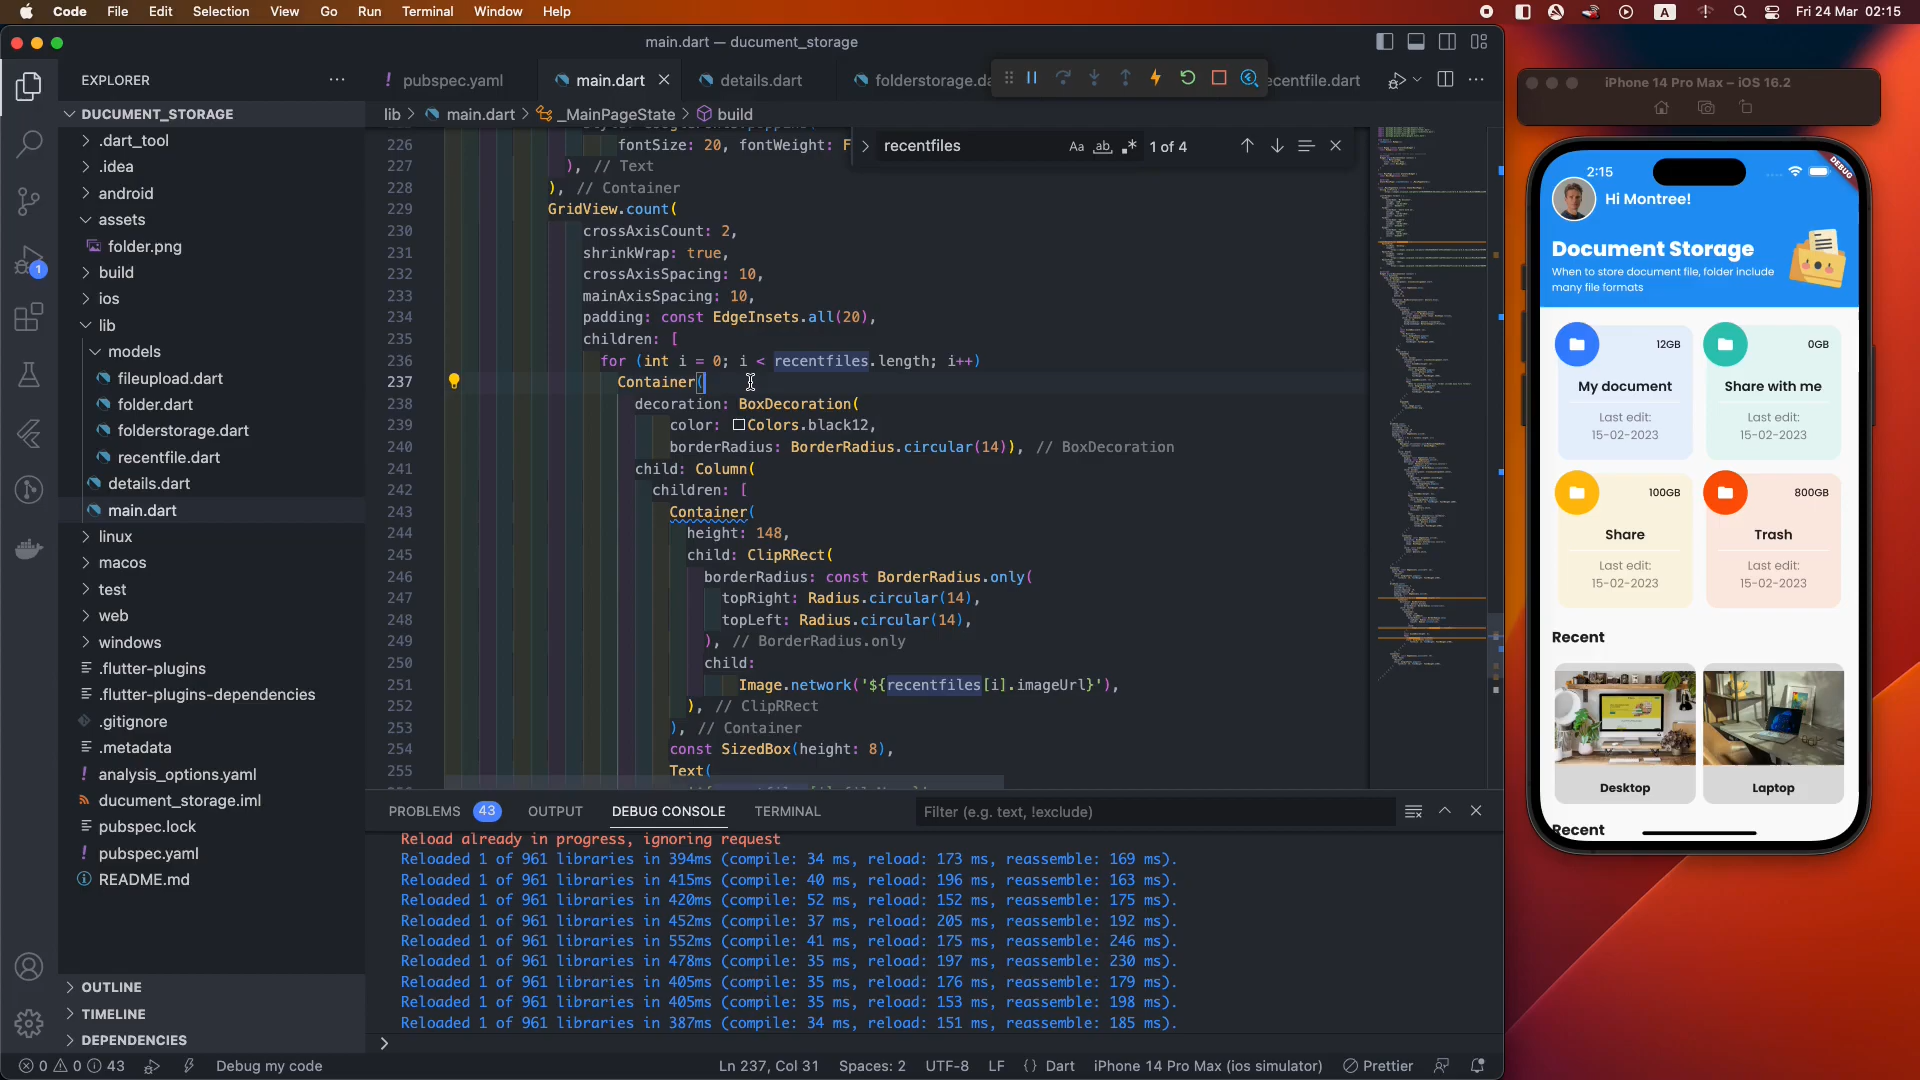 Code File Edit Selection View Go Run Terminal Window Help
A
Fri 24 Mar 02:15
main.dart — ducument_storage
EXPLORER
DUCUMENT_STORAGE
.dart_tool
.idea
android
assets
folder.png
build
ios
lib
models
fileupload.dart
folder.dart
folderstorage.dart
recentfile.dart
details.dart
main.dart
linux
macos
test
web
windows
.flutter-plugins
.flutter-plugins-dependencies
.gitignore
.metadata
analysis_options.yaml
ducument_storage.iml
pubspec.lock
pubspec.yaml
README.md
OUTLINE
TIMELINE
DEPENDENCIES
1
pubspec.yaml main.dart details.dart folderstorage.da ecentfile.dart
lib > main.dart > _MainPageState > build
recentfiles Aa ab 1 of 4
226 fontSize: 20, fontWeight: F
227 ), // Text
228 ), // Container
229 GridView.count(
230 crossAxisCount: 2,
231 shrinkWrap: true,
232 crossAxisSpacing: 10,
233 mainAxisSpacing: 10,
234 padding: const EdgeInsets.all(20),
235 children: [
236 for (int i = 0; i < recentfiles.length; i++)
237 Container(
238 decoration: BoxDecoration(
239 color: Colors.black12,
240 borderRadius: BorderRadius.circular(14)), // BoxDecoration
241 child: Column(
242 children: [
243 Container(
244 height: 148,
245 child: ClipRRect(
246 borderRadius: const BorderRadius.only(
247 topRight: Radius.circular(14),
248 topLeft: Radius.circular(14),
249 ), // BorderRadius.only
250 child:
251 Image.network('${recentfiles[i].imageUrl}'),
252 ), // ClipRRect
253 ), // Container
254 const SizedBox(height: 8),
255 Text(
PROBLEMS 43 OUTPUT DEBUG CONSOLE TERMINAL
Filter (e.g. text, !exclude)
Reload already in progress, ignoring request
Reloaded 1 of 961 libraries in 394ms (compile: 34 ms, reload: 173 ms, reassemble: 169 ms).
Reloaded 1 of 961 libraries in 415ms (compile: 40 ms, reload: 196 ms, reassemble: 163 ms).
Reloaded 1 of 961 libraries in 420ms (compile: 52 ms, reload: 152 ms, reassemble: 175 ms).
Reloaded 1 of 961 libraries in 452ms (compile: 37 ms, reload: 205 ms, reassemble: 192 ms).
Reloaded 1 of 961 libraries in 552ms (compile: 41 ms, reload: 175 ms, reassemble: 246 ms).
Reloaded 1 of 961 libraries in 478ms (compile: 35 ms, reload: 197 ms, reassemble: 230 ms).
Reloaded 1 of 961 libraries in 405ms (compile: 35 ms, reload: 176 ms, reassemble: 179 ms).
Reloaded 1 of 961 libraries in 405ms (compile: 35 ms, reload: 153 ms, reassemble: 198 ms).
Reloaded 1 of 961 libraries in 387ms (compile: 34 ms, reload: 151 ms, reassemble: 185 ms).
0 0 43 Debug my code
Ln 237, Col 31 Spaces: 2 UTF-8 LF {} Dart iPhone 14 Pro Max (ios simulator) Prettier
iPhone 14 Pro Max – iOS 16.2
2:15
DEBUG
Hi Montree!
Document Storage
When to store document file, folder include
many file formats
12GB
My document
Last edit:
15-02-2023
0GB
Share with me
Last edit:
15-02-2023
100GB
Share
Last edit:
15-02-2023
800GB
Trash
Last edit:
15-02-2023
Recent
Desktop
Laptop
Recent